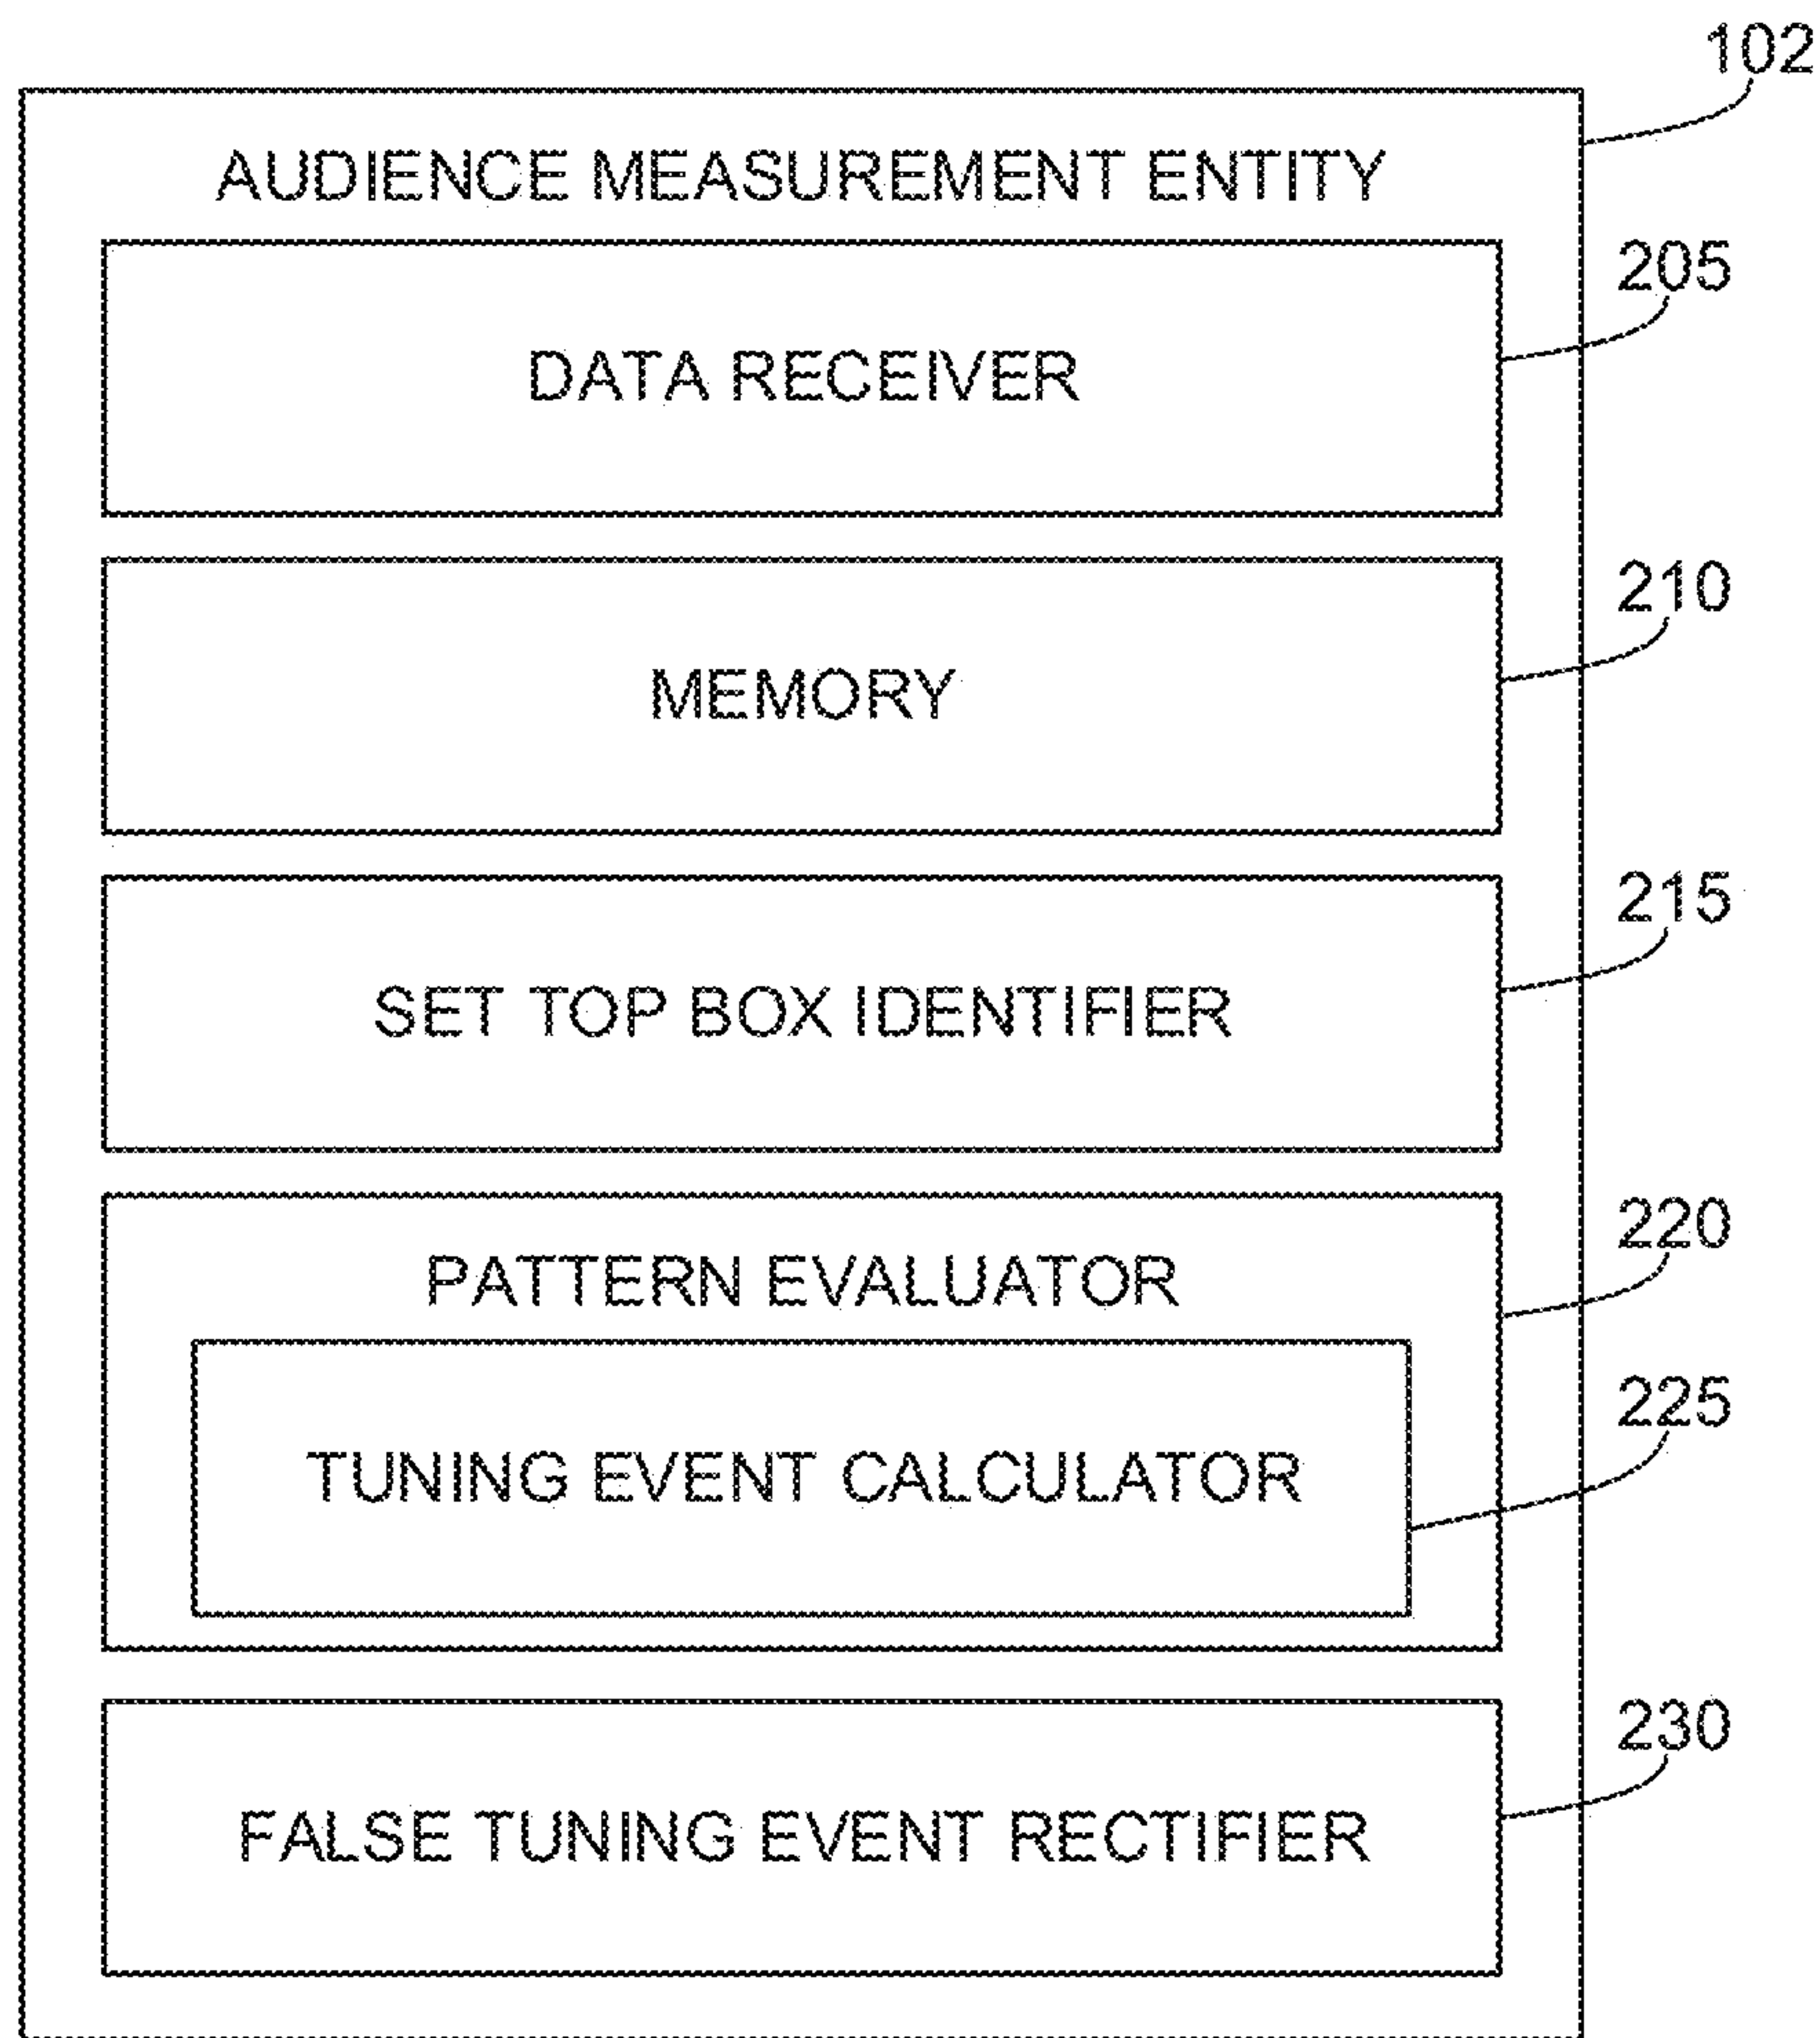 102
AUDIENCE MEASUREMENT ENTITY
205
DATA RECEIVER
210
MEMORY
215
SET TOP BOX IDENTIFIER
220
PATTERN EVALUATOR
225
TUNING EVENT CALCULATOR
230
FALSE TUNING EVENT RECTIFIER